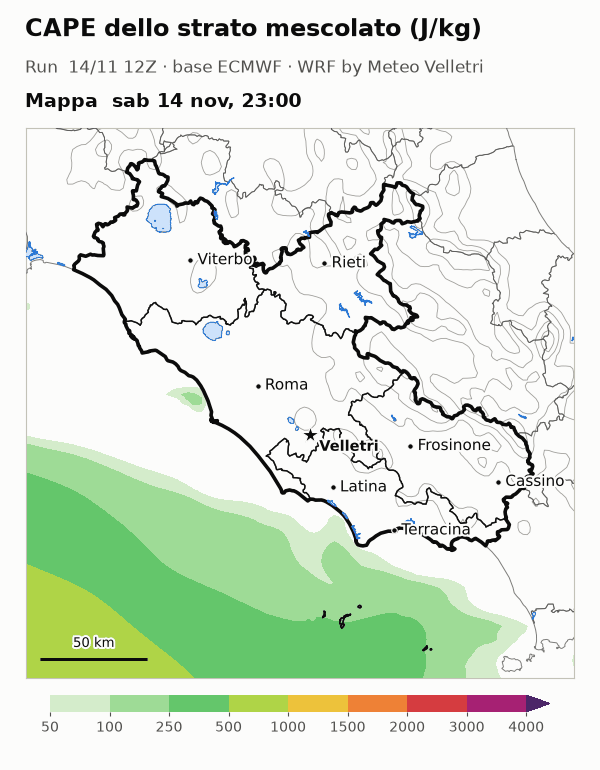 CAPE dello strato mescolato (J/kg)
Run  14/11 12Z · base ECMWF · WRF by Meteo Velletri
Mappa  sab 14 nov, 23:00
Viterbo
Rieti
Roma
Velletri
Frosinone
Cassino
Latina
Terracina
50 km
50 100 250 500 1000 1500 2000 3000 4000